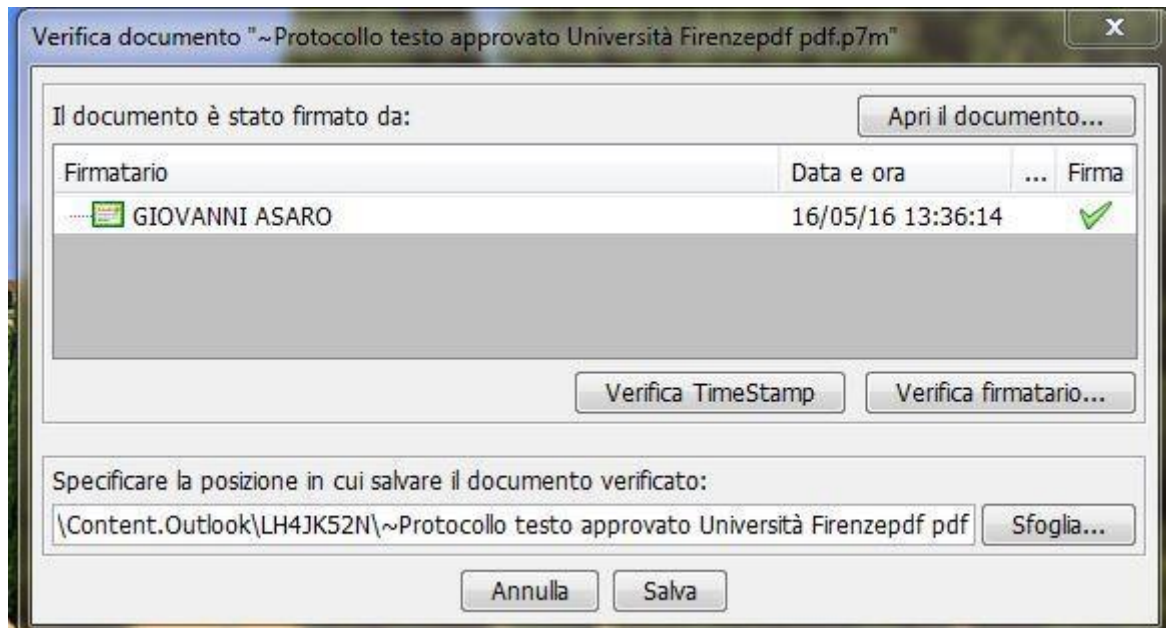 Verifica documento "~Protocollo testo approvato Università Firenzepdf pdf.p7m"
Il documento è stato firmato da:
Apri il documento...
Firmatario Data e ora ... Firma
GIOVANNI ASARO 16/05/16 13:36:14
Verifica TimeStamp Verifica firmatario...
Specificare la posizione in cui salvare il documento verificato:
\Content.Outlook\LH4JK52N\~Protocollo testo approvato Università Firenzepdf pdf Sfoglia...
Annulla Salva